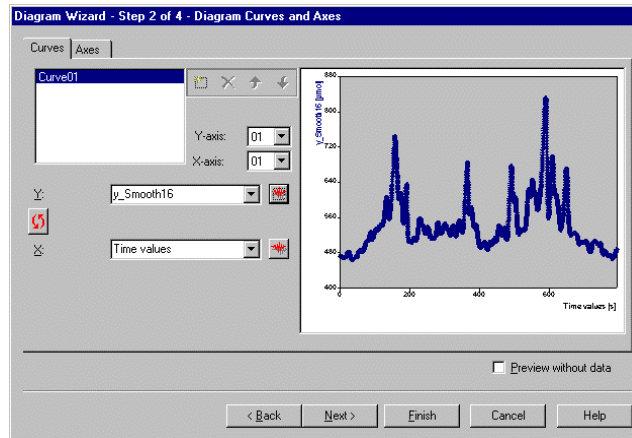 Diagram Wizard - Step 2 of 4 - Diagram Curves and Axes
Curves Axes
Curve01
Y-axis: 01
X-axis: 01
Y: y_Smooth16
X: Time values
y_Smooth16 [µmol]
880
800
720
640
560
480
400
0 200 400 600
Time values [s]
Preview without data
< Back Next > Finish Cancel Help